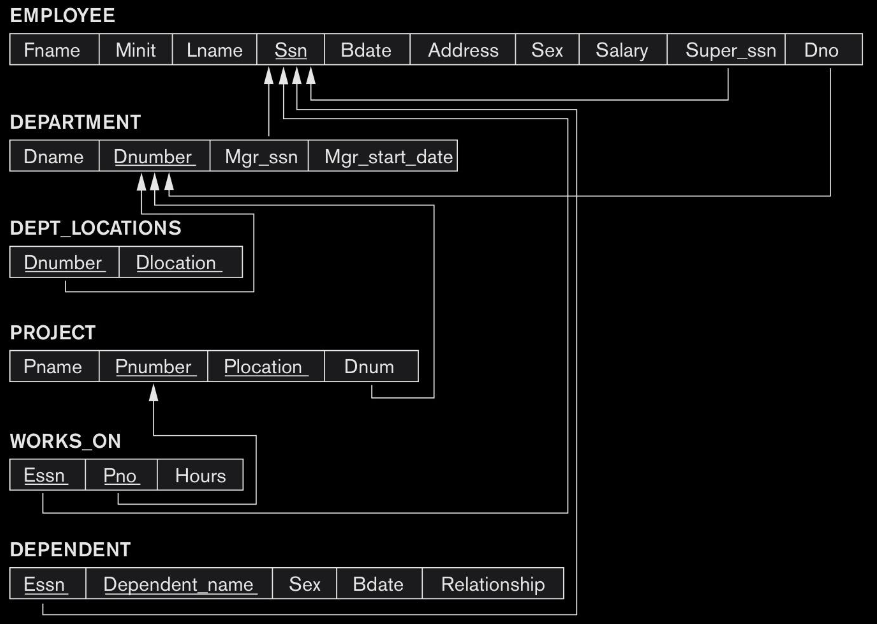 EMPLOYEE
Fname Minit Lname Ssn Bdate Address Sex Salary Super_ssn Dno
DEPARTMENT
Dname Dnumber Mgr_ssn Mgr_start_date
DEPT_LOCATIONS
Dnumber Dlocation
PROJECT
Pname Pnumber Plocation Dnum
WORKS_ON
Essn Pno Hours
DEPENDENT
Essn Dependent_name Sex Bdate Relationship